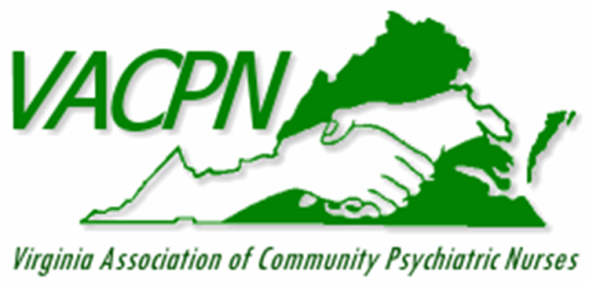 VACPN
Virginia Association of Community Psychiatric Nurses